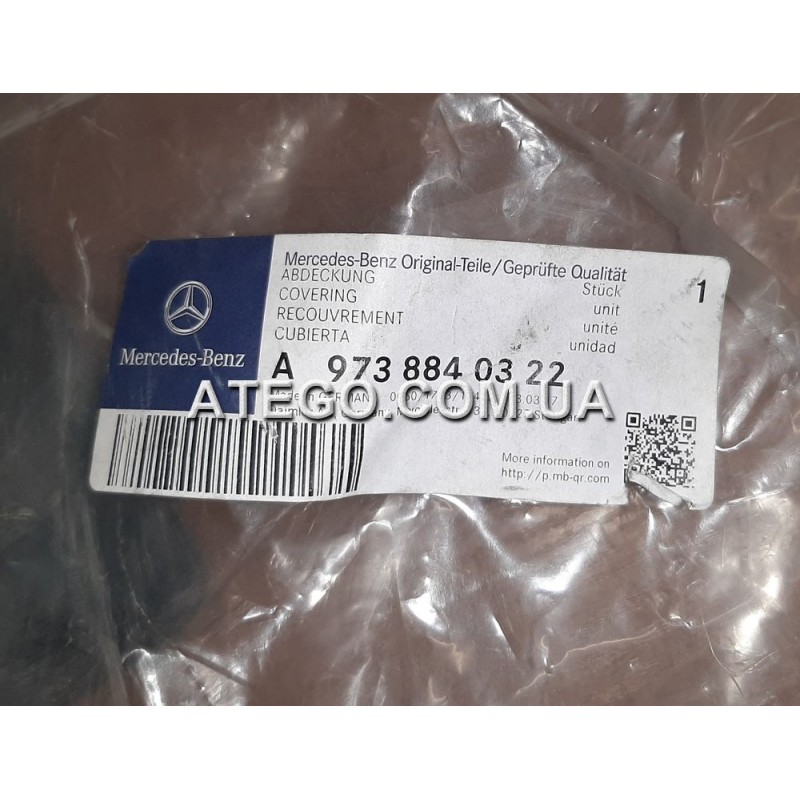 Mercedes-Benz Original-Teile/Geprüfte Qualität
ABDECKUNG Stück 1
COVERING unit
RECOUVREMENT unité
CUBIERTA unidad
Mercedes-Benz
A 973 884 03 22
ATEGO.COM.UA
More information on
http://p.mb-qr.com